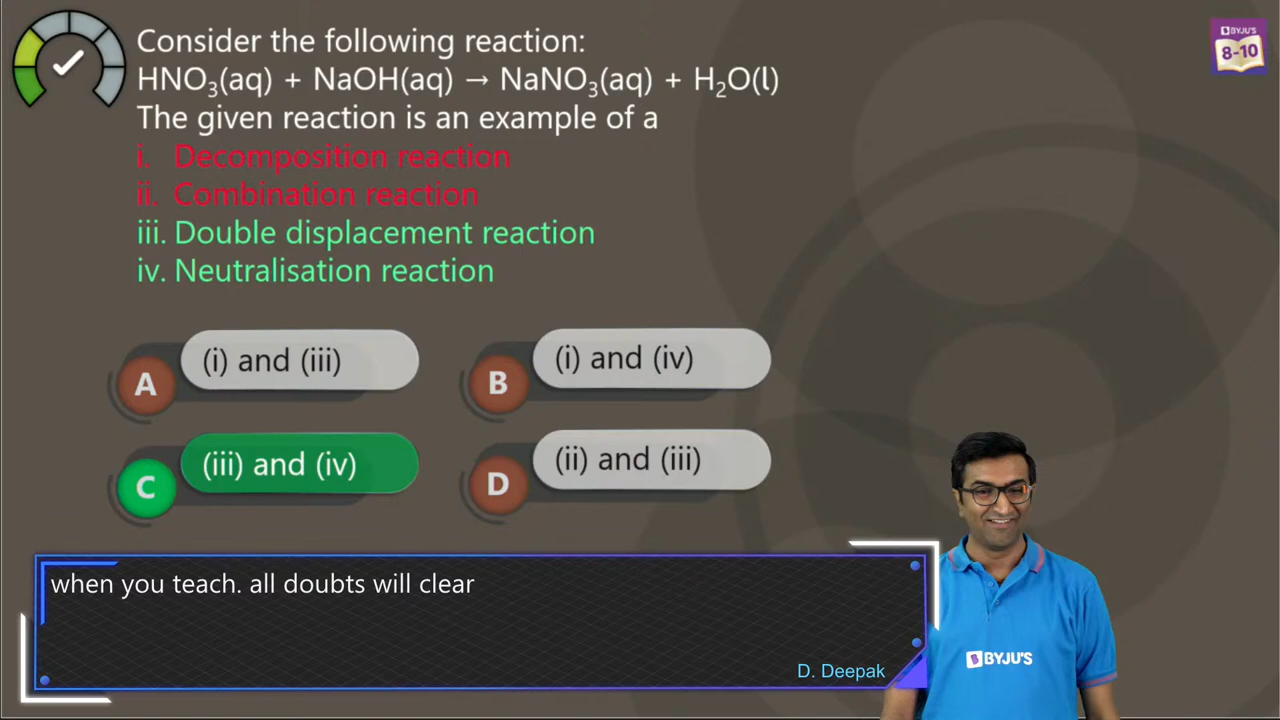 Consider the following reaction:
HNO₃(aq) + NaOH(aq) → NaNO₃(aq) + H₂O(l)
The given reaction is an example of a
i. Decomposition reaction
ii. Combination reaction
iii. Double displacement reaction
iv. Neutralisation reaction
A (i) and (iii)
B (i) and (iv)
C (iii) and (iv)
D (ii) and (iii)
when you teach. all doubts will clear
D. Deepak
BYJU'S
8-10
BYJU'S